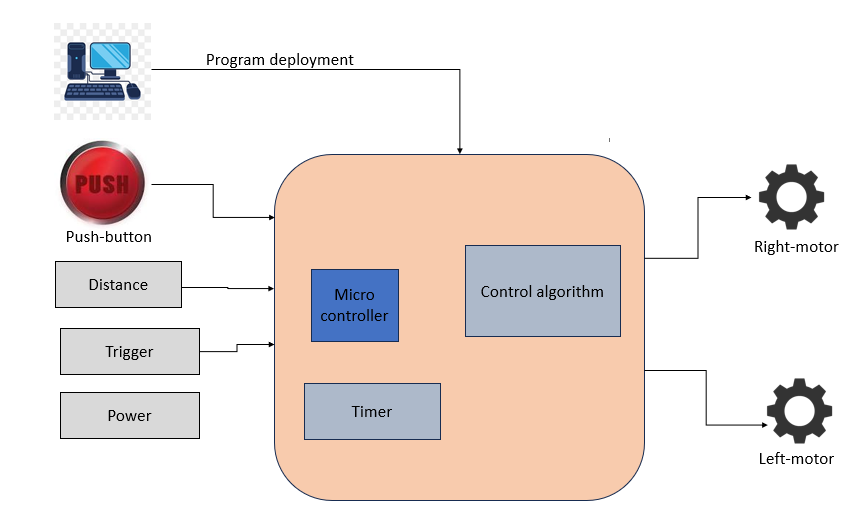 Program deployment
PUSH
Push-button
Distance
Trigger
Power
Micro
controller
Control algorithm
Timer
Right-motor
Left-motor